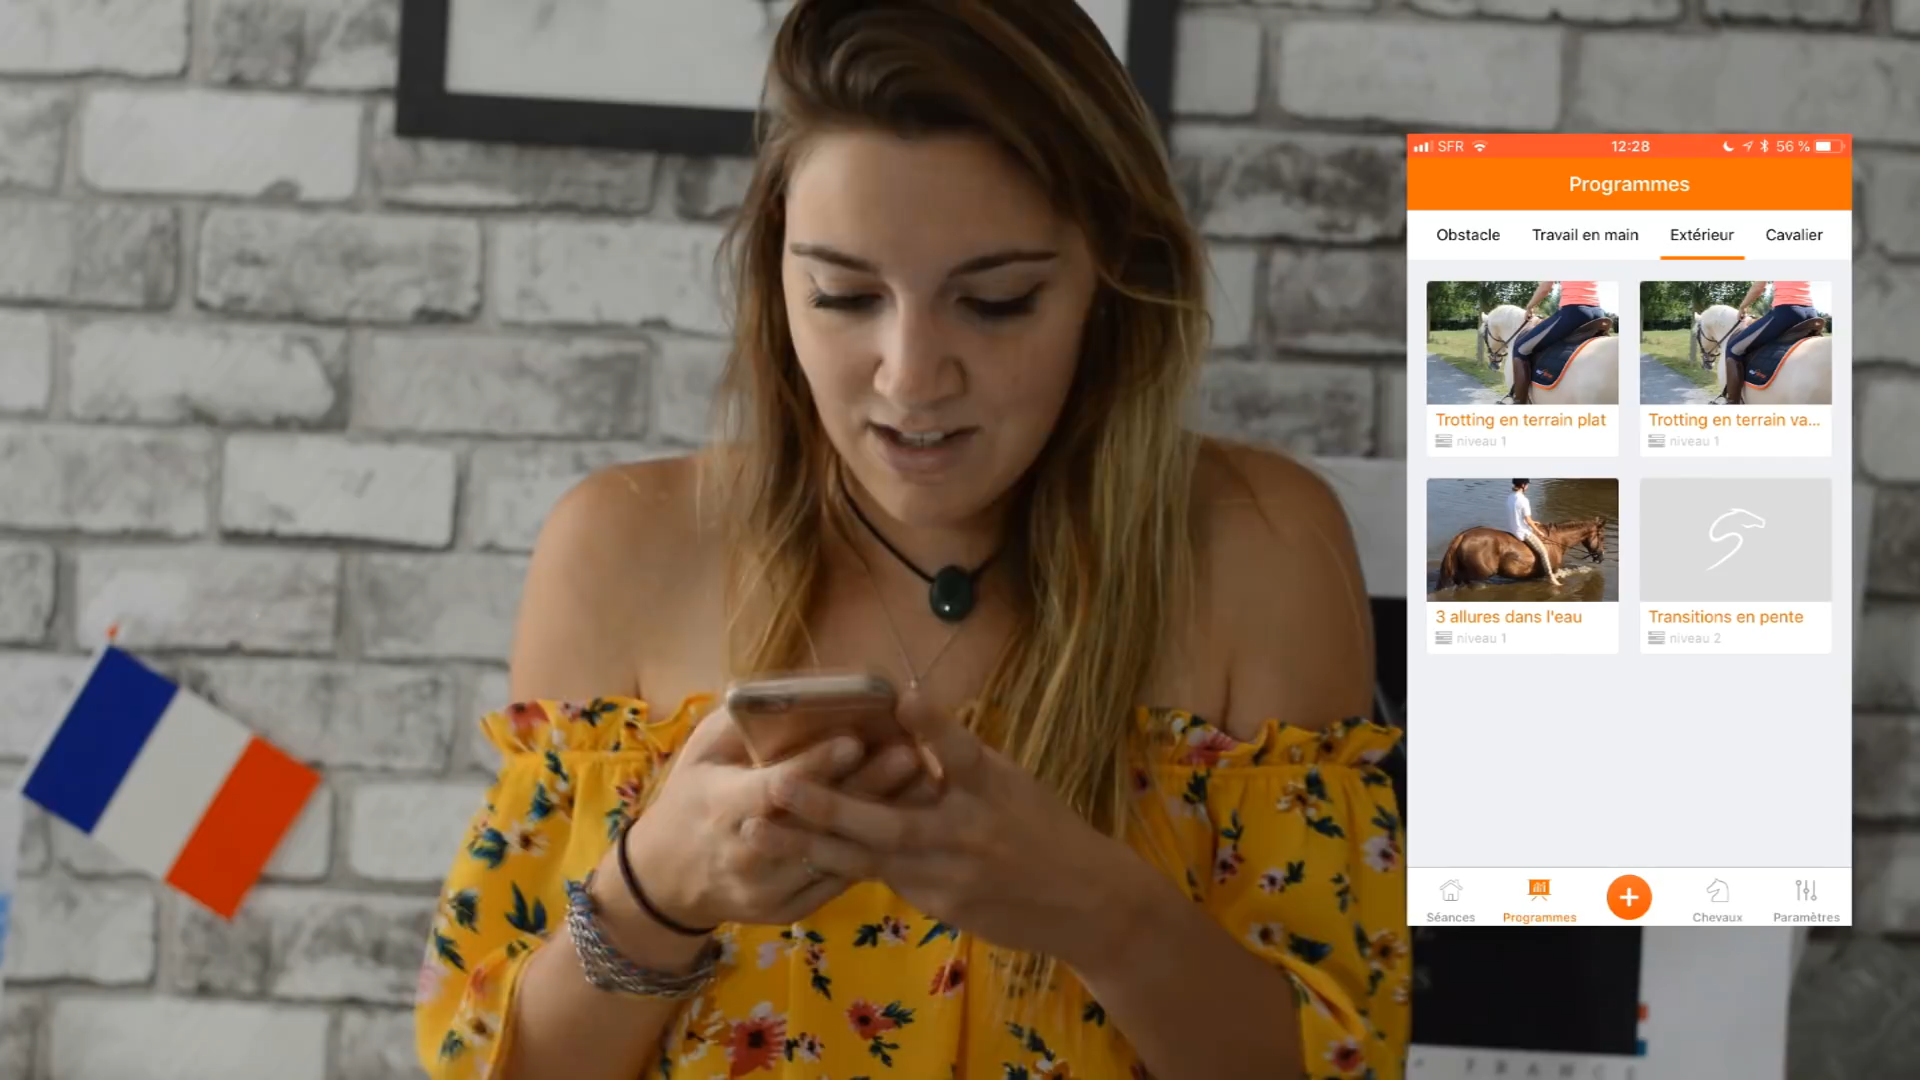 SFR 12:28 56 %
Programmes
Obstacle Travail en main Extérieur Cavalier
Trotting en terrain plat
niveau 1
Trotting en terrain va...
niveau 1
3 allures dans l'eau
niveau 1
Transitions en pente
niveau 2
Séances Programmes + Chevaux Paramètres
FRANCE